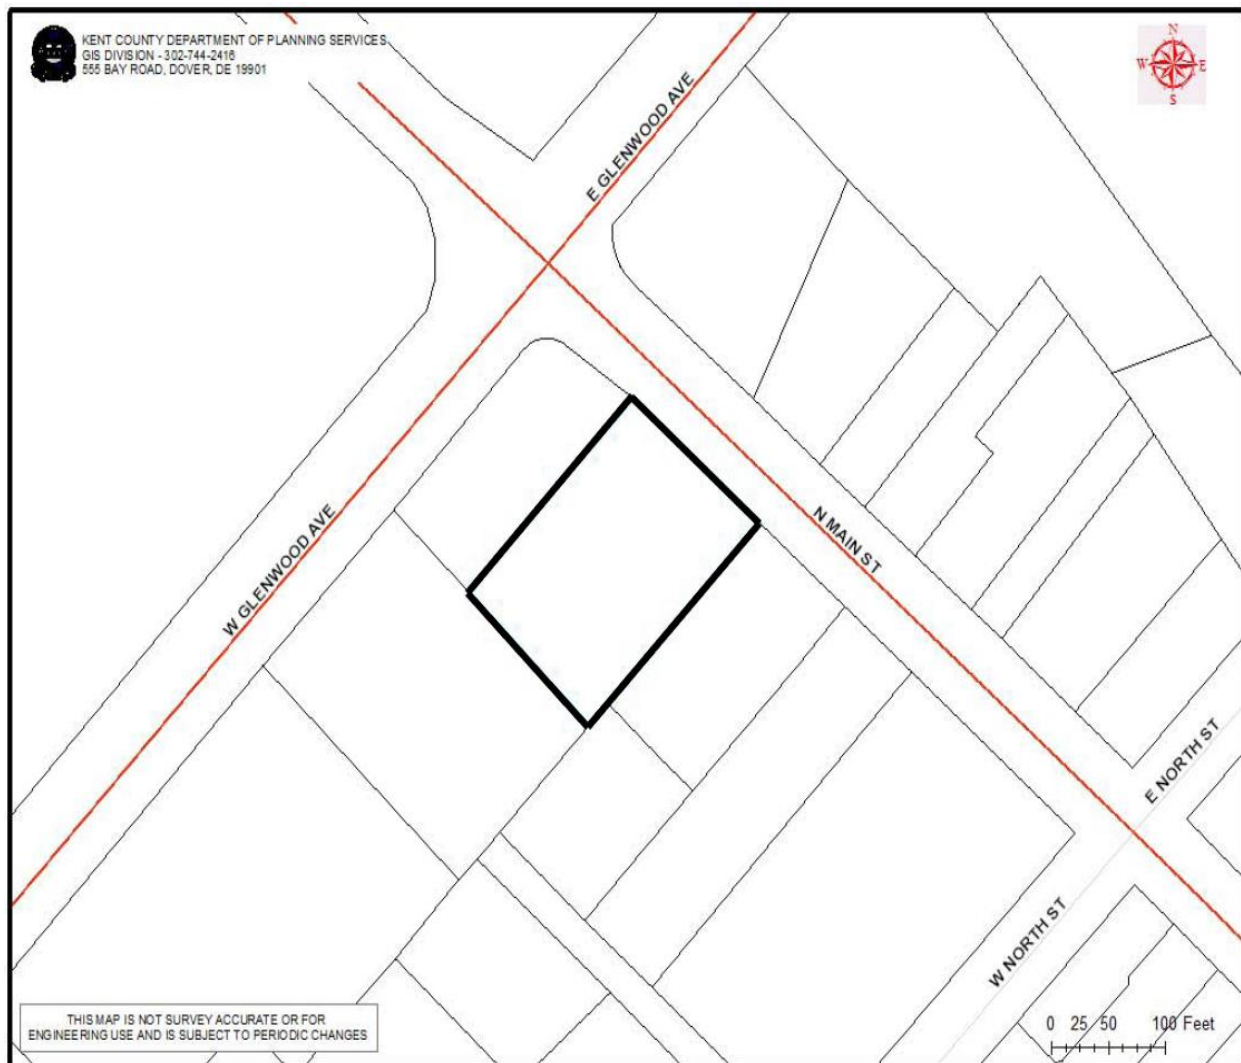 KENT COUNTY DEPARTMENT OF PLANNING SERVICES
GIS DIVISION - 302-744-2416
555 BAY ROAD, DOVER, DE 19901
N
W E
S
E GLENWOOD AVE
W GLENWOOD AVE
N MAIN ST
E NORTH ST
W NORTH ST
THIS MAP IS NOT SURVEY ACCURATE OR FOR
ENGINEERING USE AND IS SUBJECT TO PERIODIC CHANGES
0 25 50 100 Feet